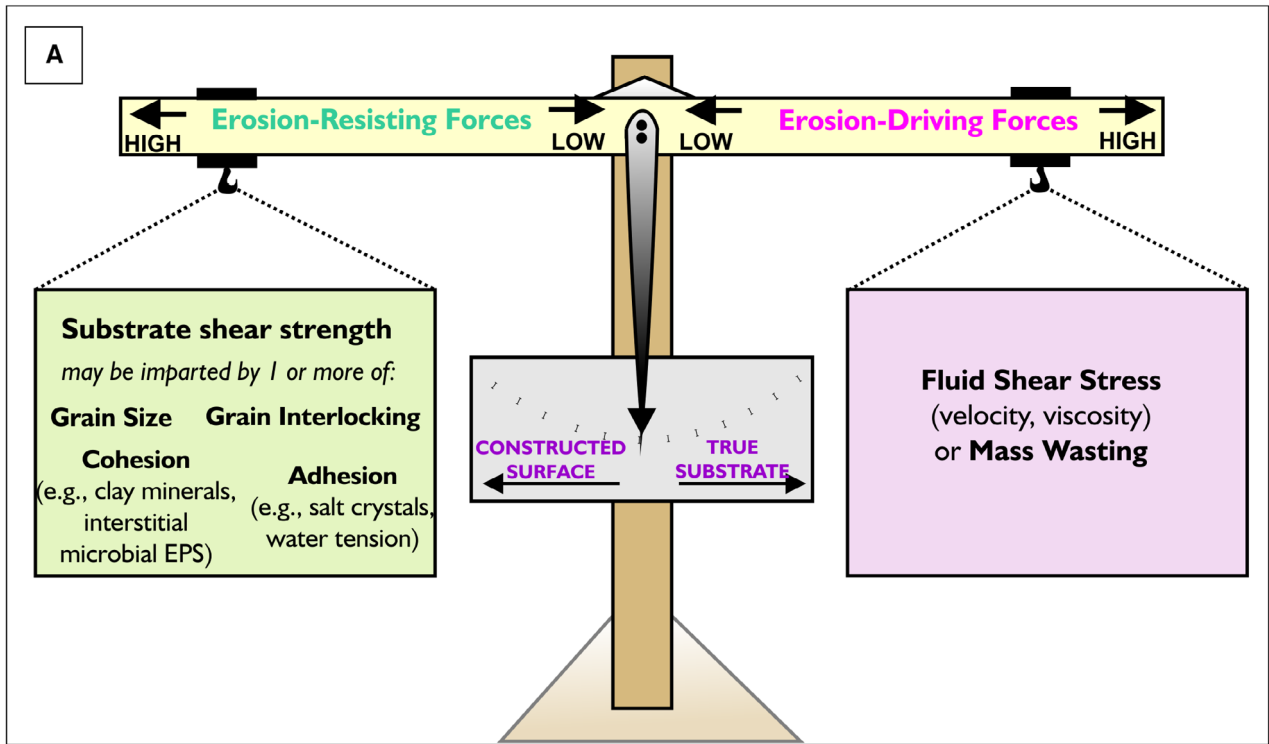 A
Erosion-Resisting Forces
HIGH
LOW
Erosion-Driving Forces
LOW
HIGH
Substrate shear strength
may be imparted by 1 or more of:
Grain Size
Grain Interlocking
Cohesion
(e.g., clay minerals,
interstitial
microbial EPS)
Adhesion
(e.g., salt crystals,
water tension)
CONSTRUCTED
SURFACE
TRUE
SUBSTRATE
Fluid Shear Stress
(velocity, viscosity)
or Mass Wasting